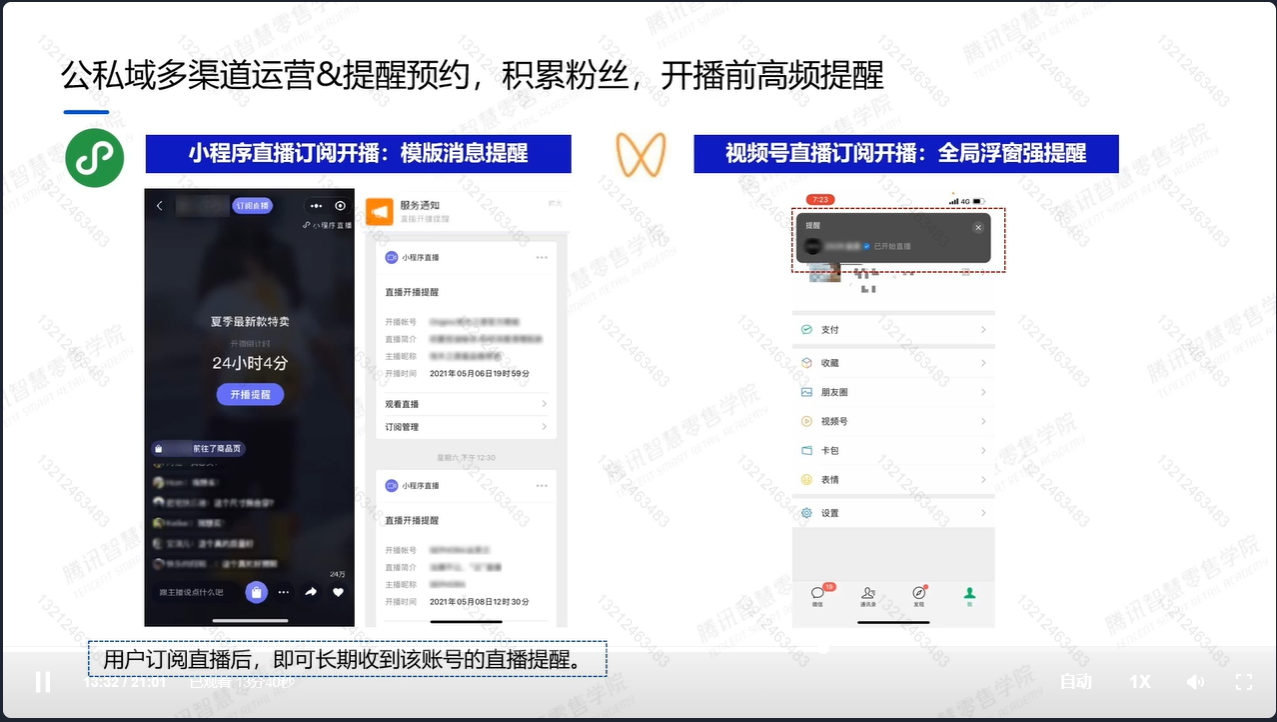 公私域多渠道运营&提醒预约，积累粉丝，开播前高频提醒
小程序直播订阅开播：模版消息提醒
视频号直播订阅开播：全局浮窗强提醒
订阅直播
小程序直播
夏季最新款特卖
开播倒计时
24小时4分
开播提醒
前往了商品页
24万
跟主播说点什么吧
服务通知
直播开播提醒
小程序直播
直播开播提醒
开播帐号
直播简介
主播昵称
开播时间 2021年05月06日19时59分
观看直播
订阅管理
星期六 下午12:30
小程序直播
直播开播提醒
开播帐号
直播简介
主播昵称
开播时间 2021年05月08日12时30分
7:23
4G
提醒
已开始直播
支付
收藏
朋友圈
视频号
卡包
表情
设置
19
微信
通讯录
发现
我
用户订阅直播后，即可长期收到该账号的直播提醒。
13:32 / 21:01
自动
1X
腾讯智慧零售学院
TENCENT SMART RETAIL ACADEMY
13212463483